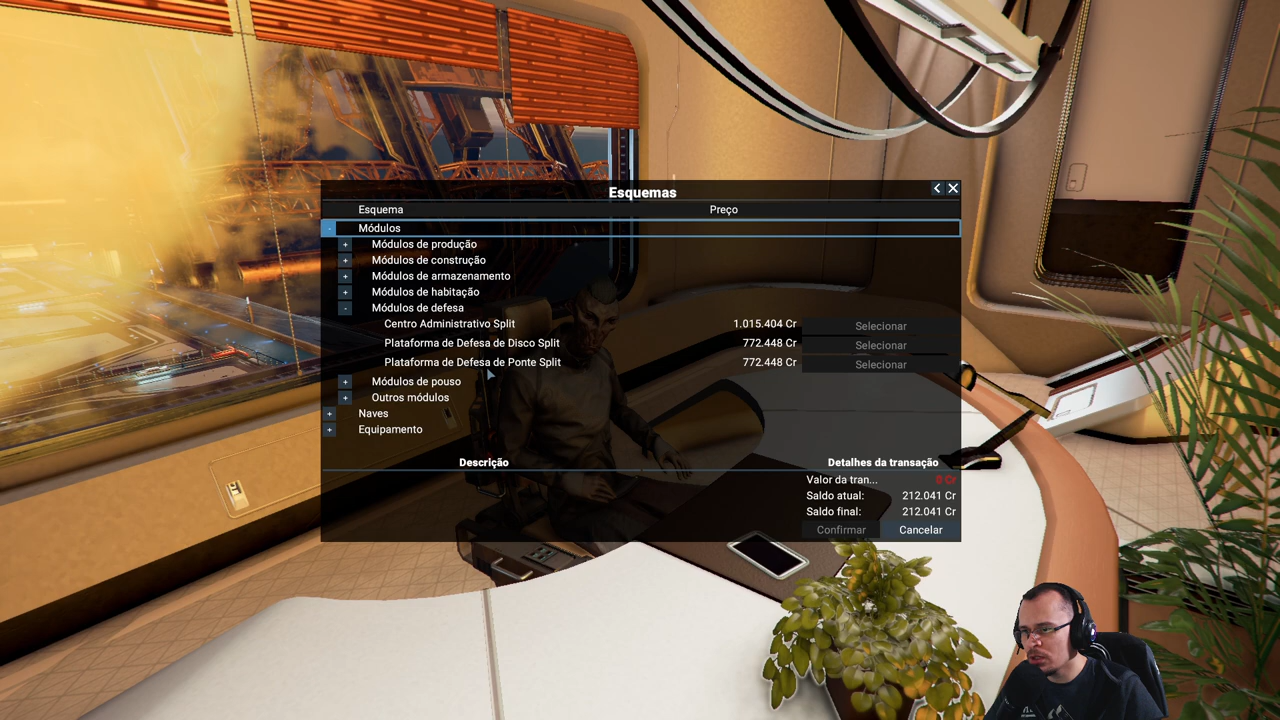 Esquemas
Esquema Preço
- Módulos
+ Módulos de produção
+ Módulos de construção
+ Módulos de armazenamento
+ Módulos de habitação
- Módulos de defesa
Centro Administrativo Split 1.015.404 Cr Selecionar
Plataforma de Defesa de Disco Split 772.448 Cr Selecionar
Plataforma de Defesa de Ponte Split 772.448 Cr Selecionar
+ Módulos de pouso
+ Outros módulos
+ Naves
+ Equipamento
Descrição Detalhes da transação
Valor da tran... 0 Cr
Saldo atual: 212.041 Cr
Saldo final: 212.041 Cr
Confirmar Cancelar